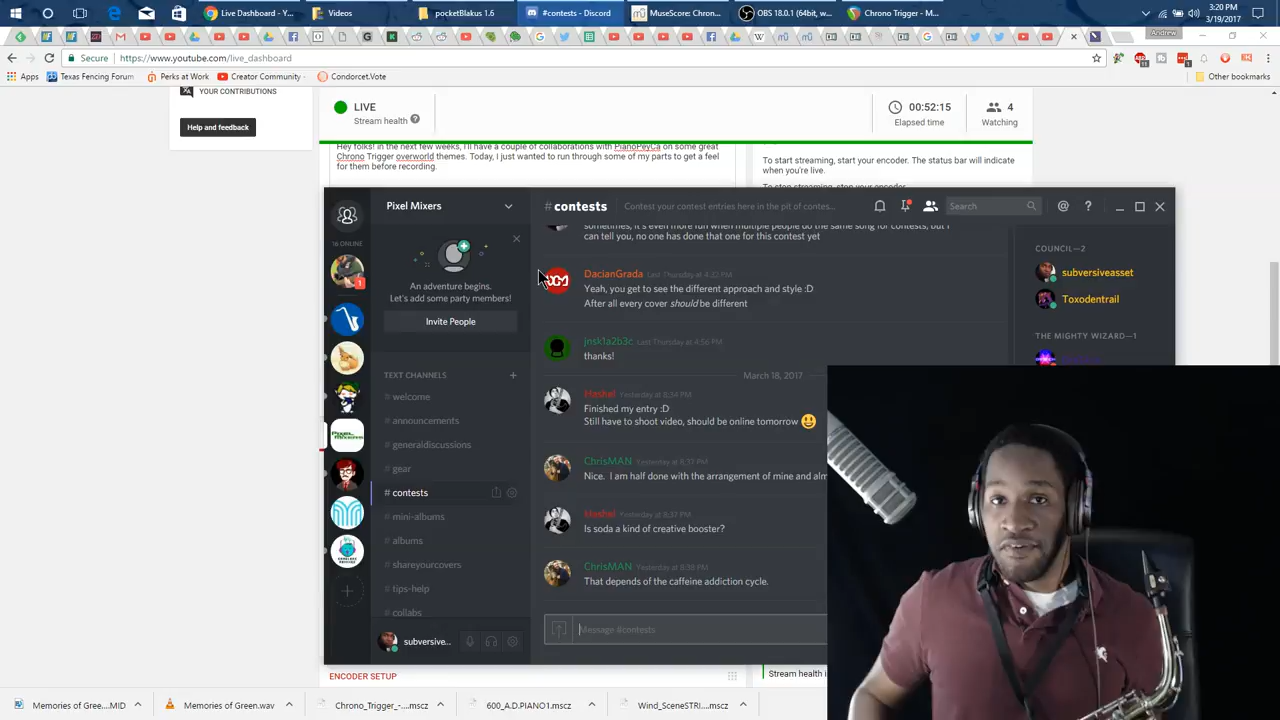 Live Dashboard - Y...
Videos
pocketBlakus 1.6
#contests - Discord
MuseScore: Chron...
OBS 18.0.1 (64bit, w...
Chrono Trigger - M...
3:20 PM
3/19/2017
Andrew
Secure
https://www.youtube.com/live_dashboard
Apps
Texas Fencing Forum
Perks at Work
Creator Community -
Condorcet.Vote
Other bookmarks
YOUR CONTRIBUTIONS
Help and feedback
LIVE
Stream health
00:52:15
Elapsed time
4
Watching
Hey folks! in the next few weeks, I'll have a couple of collaborations with PianoPeyCa on some great
Chrono Trigger overworld themes. Today, I just wanted to run through some of my parts to get a feel
for them before recording.
To start streaming, start your encoder. The status bar will indicate
when you're live.
To stop streaming, stop your encoder.
Pixel Mixers
16 ONLINE
1
An adventure begins.
Let's add some party members!
Invite People
TEXT CHANNELS
# welcome
# announcements
# generaldiscussions
# gear
# contests
# mini-albums
# albums
# shareyourcovers
# tips-help
# collabs
subversive...
#contests
Contest your contest entries here in the pit of contes...
Search
sometimes, it's even more run when multiple people do the same song for contests, but I
can tell you, no one has done that one for this contest yet
DacianGrada Last Thursday at 4:32 PM
Yeah, you get to see the different approach and style :D
After all every cover should be different
jnsk1a2b3c Last Thursday at 4:56 PM
thanks!
March 18, 2017
Yesterday at 8:34 PM
Finished my entry :D
Still have to shoot video, should be online tomorrow
ChrisMAN Yesterday at 8:37 PM
Nice. I am half done with the arrangement of mine and alm
Yesterday at 8:37 PM
Is soda a kind of creative booster?
ChrisMAN Yesterday at 8:38 PM
That depends of the caffeine addiction cycle.
Message #contests
COUNCIL—2
subversiveasset
Toxodentrail
THE MIGHTY WIZARD—1
ENCODER SETUP
Stream health i
Memories of Gree....MID
Memories of Green.wav
Chrono_Trigger_-....mscz
600_A.D.PIANO1.mscz
Wind_SceneSTRI....mscz